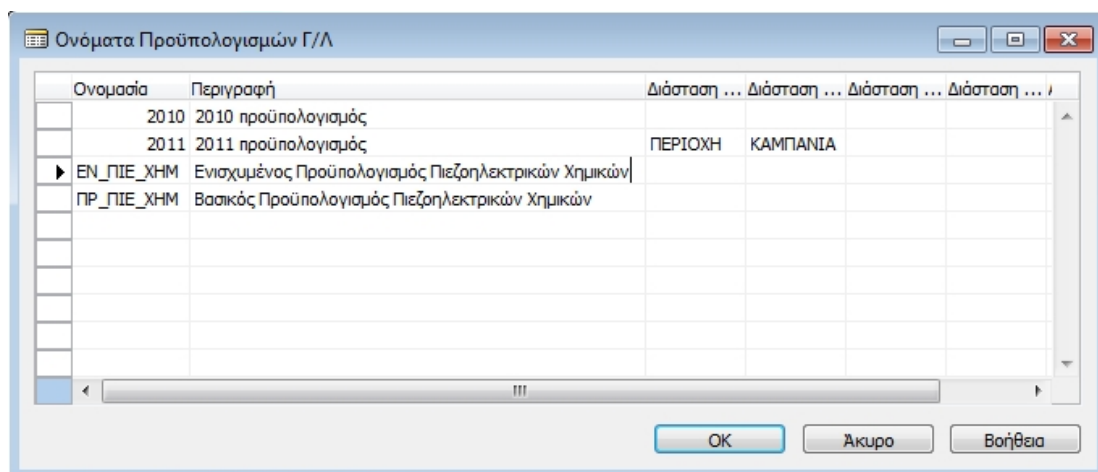 Ονόματα Προϋπολογισμών Γ/Λ
Ονομασία Περιγραφή Διάσταση ... Διάσταση ... Διάσταση ... Διάσταση ...
2010 2010 προϋπολογισμός
2011 2011 προϋπολογισμός ΠΕΡΙΟΧΗ ΚΑΜΠΑΝΙΑ
ΕΝ_ΠΙΕ_ΧΗΜ Ενισχυμένος Προϋπολογισμός Πιεζοηλεκτρικών Χημικών
ΠΡ_ΠΙΕ_ΧΗΜ Βασικός Προϋπολογισμός Πιεζοηλεκτρικών Χημικών
OK Άκυρο Βοήθεια